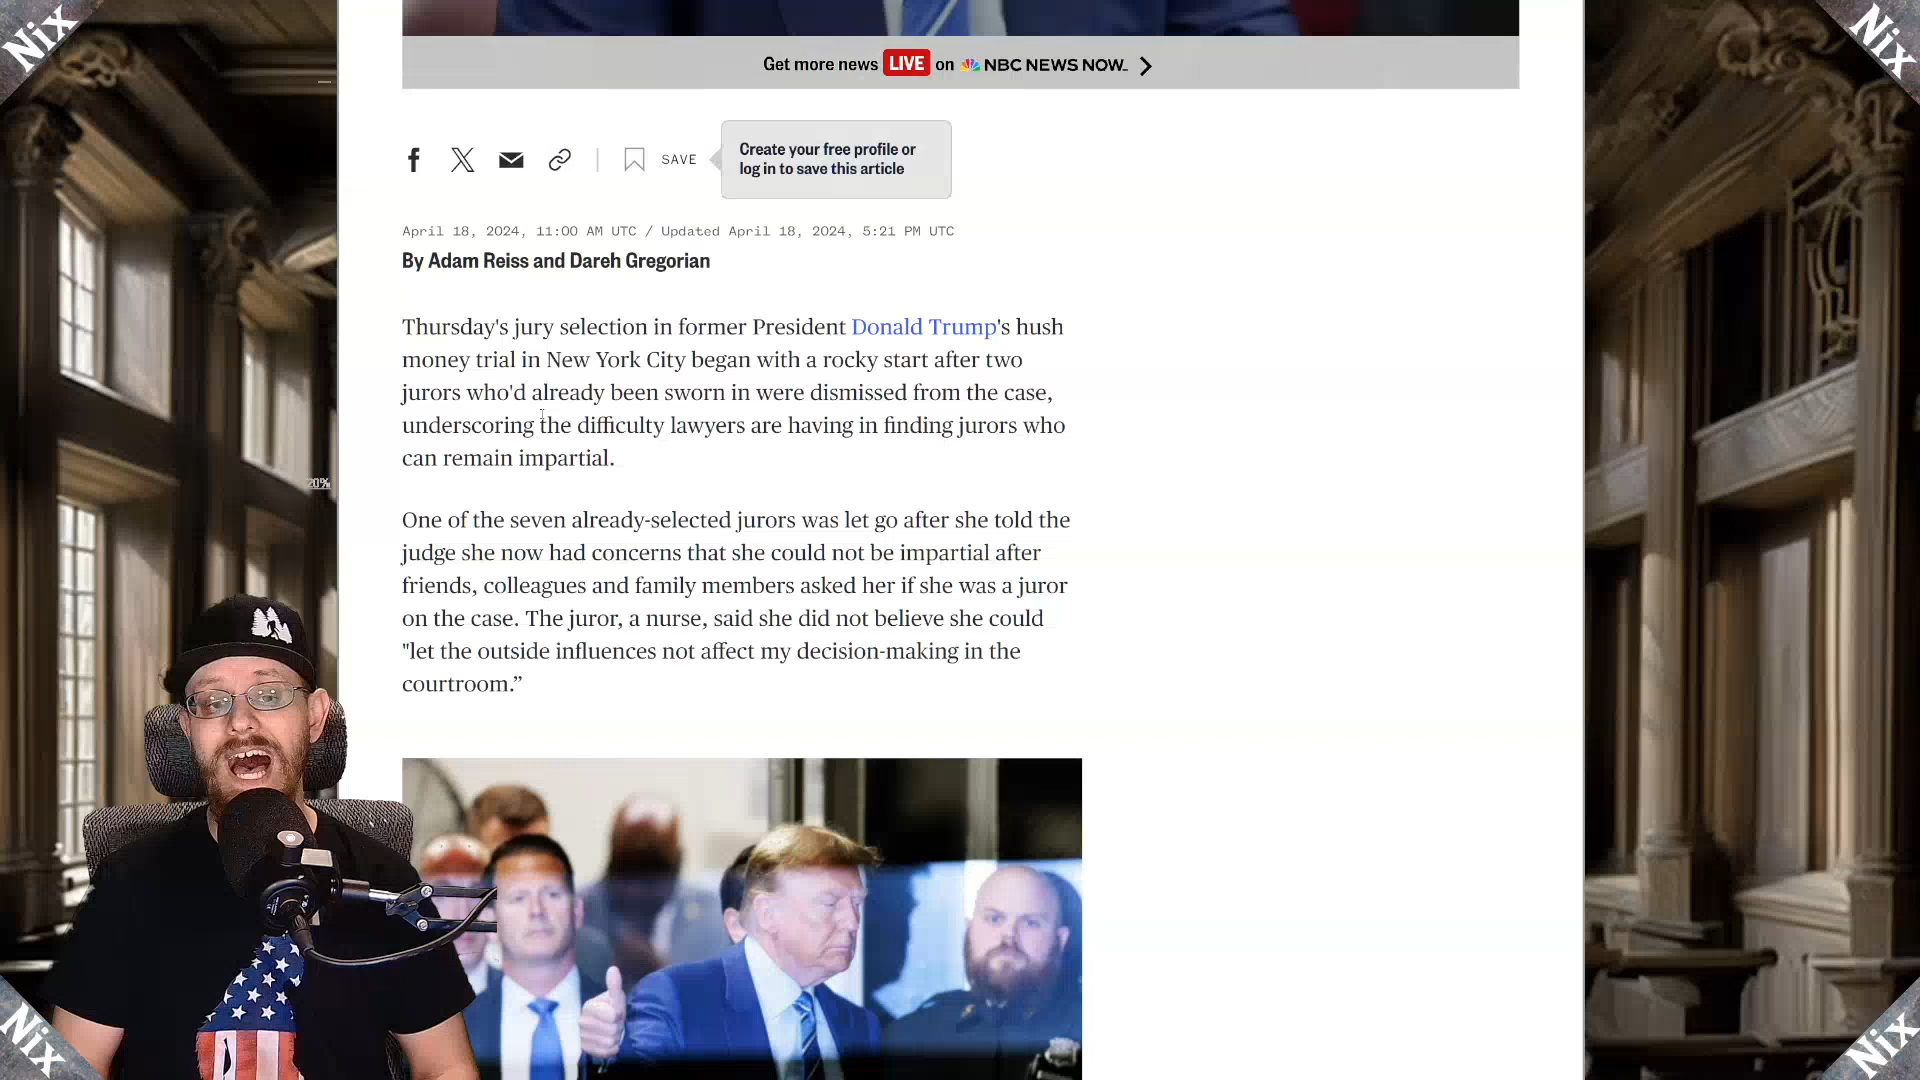 Nix
Nix
Get more news LIVE on NBC NEWS NOW
SAVE
Create your free profile or
log in to save this article
April 18, 2024, 11:00 AM UTC / Updated April 18, 2024, 5:21 PM UTC
By Adam Reiss and Dareh Gregorian
Thursday's jury selection in former President Donald Trump's hush
money trial in New York City began with a rocky start after two
jurors who'd already been sworn in were dismissed from the case,
underscoring the difficulty lawyers are having in finding jurors who
can remain impartial.
20%
One of the seven already-selected jurors was let go after she told the
judge she now had concerns that she could not be impartial after
friends, colleagues and family members asked her if she was a juror
on the case. The juror, a nurse, said she did not believe she could
"let the outside influences not affect my decision-making in the
courtroom.”
Nix
Nix